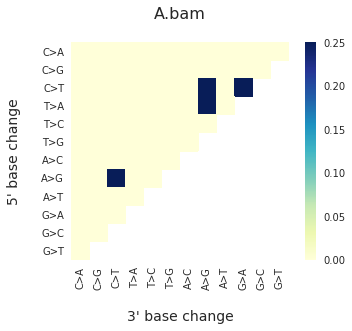 A.bam
5' base change
C>A
C>G
C>T
T>A
T>C
T>G
A>C
A>G
A>T
G>A
G>C
G>T
C>A
C>G
C>T
T>A
T>C
T>G
A>C
A>G
A>T
G>A
G>C
G>T
3' base change
0.25
0.20
0.15
0.10
0.05
0.00